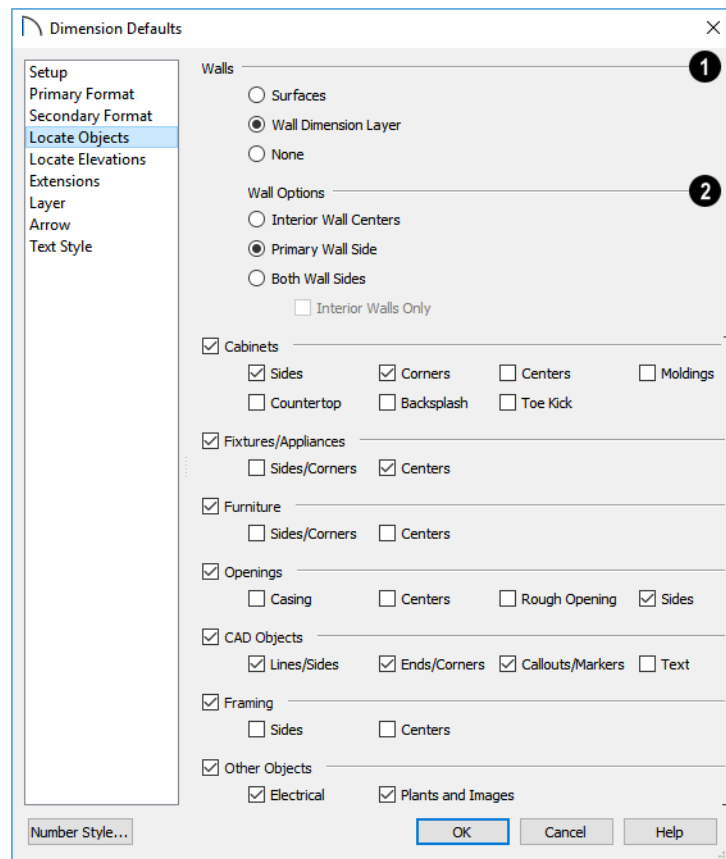 Dimension Defaults
Setup
Primary Format
Secondary Format
Locate Objects
Locate Elevations
Extensions
Layer
Arrow
Text Style
Walls 1
Surfaces
Wall Dimension Layer
None
Wall Options 2
Interior Wall Centers
Primary Wall Side
Both Wall Sides
Interior Walls Only
Cabinets
Sides Corners Centers Moldings
Countertop Backsplash Toe Kick
Fixtures/Appliances
Sides/Corners Centers
Furniture
Sides/Corners Centers
Openings
Casing Centers Rough Opening Sides
CAD Objects
Lines/Sides Ends/Corners Callouts/Markers Text
Framing
Sides Centers
Other Objects
Electrical Plants and Images
Number Style... OK Cancel Help